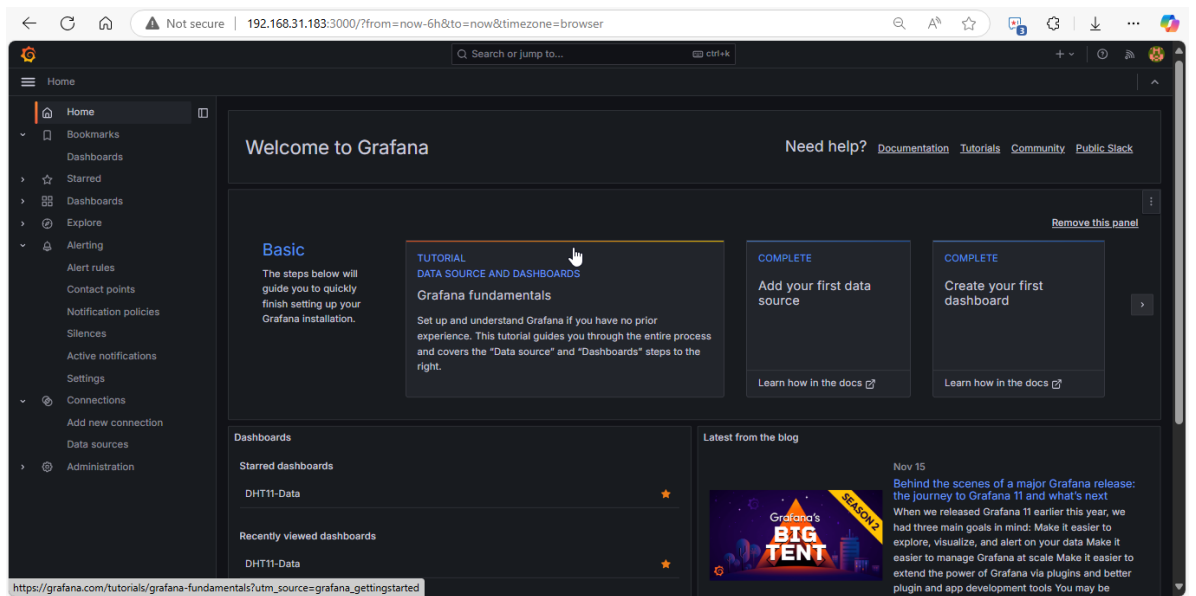 Not secure
192.168.31.183:3000/?from=now-6h&to=now&timezone=browser
3
Search or jump to...
ctrl+k
Home
Home
Bookmarks
Dashboards
Starred
Dashboards
Explore
Alerting
Alert rules
Contact points
Notification policies
Silences
Active notifications
Settings
Connections
Add new connection
Data sources
Administration
Welcome to Grafana
Need help? Documentation Tutorials Community Public Slack
Remove this panel
Basic
The steps below will
guide you to quickly
finish setting up your
Grafana installation.
TUTORIAL
DATA SOURCE AND DASHBOARDS
Grafana fundamentals
Set up and understand Grafana if you have no prior
experience. This tutorial guides you through the entire process
and covers the “Data source” and “Dashboards” steps to the
right.
COMPLETE
Add your first data
source
Learn how in the docs
COMPLETE
Create your first
dashboard
Learn how in the docs
Dashboards
Starred dashboards
DHT11-Data
Recently viewed dashboards
DHT11-Data
Latest from the blog
Grafana's
BIG
TENT
SEASON 2
Nov 15
Behind the scenes of a major Grafana release:
the journey to Grafana 11 and what's next
When we released Grafana 11 earlier this year, we
had three main goals in mind: Make it easier to
explore, visualize, and alert on your data Make it
easier to manage Grafana at scale Make it easier to
extend the power of Grafana via plugins and better
plugin and app development tools You may be
https://grafana.com/tutorials/grafana-fundamentals?utm_source=grafana_gettingstarted